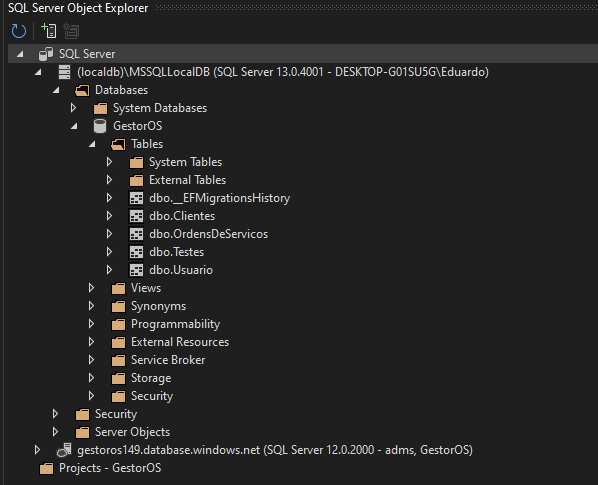 SQL Server Object Explorer
SQL Server
(localdb)\MSSQLLocalDB (SQL Server 13.0.4001 - DESKTOP-G01SU5G\Eduardo)
Databases
System Databases
GestorOS
Tables
System Tables
External Tables
dbo.__EFMigrationsHistory
dbo.Clientes
dbo.OrdensDeServicos
dbo.Testes
dbo.Usuario
Views
Synonyms
Programmability
External Resources
Service Broker
Storage
Security
Security
Server Objects
gestoros149.database.windows.net (SQL Server 12.0.2000 - adms, GestorOS)
Projects - GestorOS